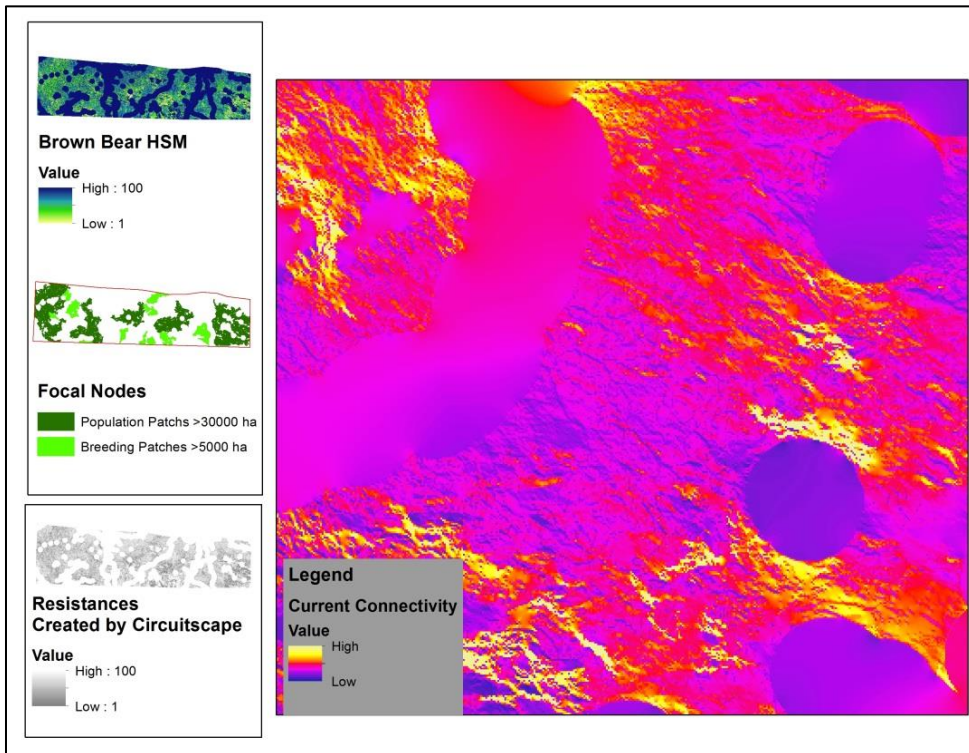 Brown Bear HSM
Value
High : 100
Low : 1
Focal Nodes
Population Patchs >30000 ha
Breeding Patches >5000 ha
Resistances
Created by Circuitscape
Value
High : 100
Low : 1
Legend
Current Connectivity
Value
High
Low